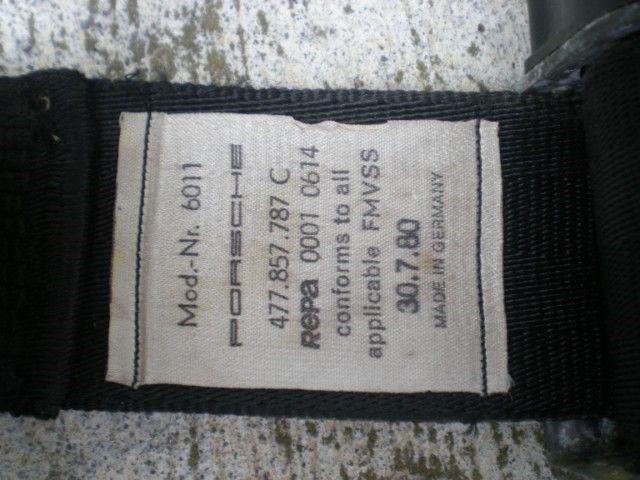 Mod.-Nr. 6011
PORSCHE
477.857.787 C
Repa 0001 0614
conforms to all
applicable FMVSS
30.7.80
MADE IN GERMANY